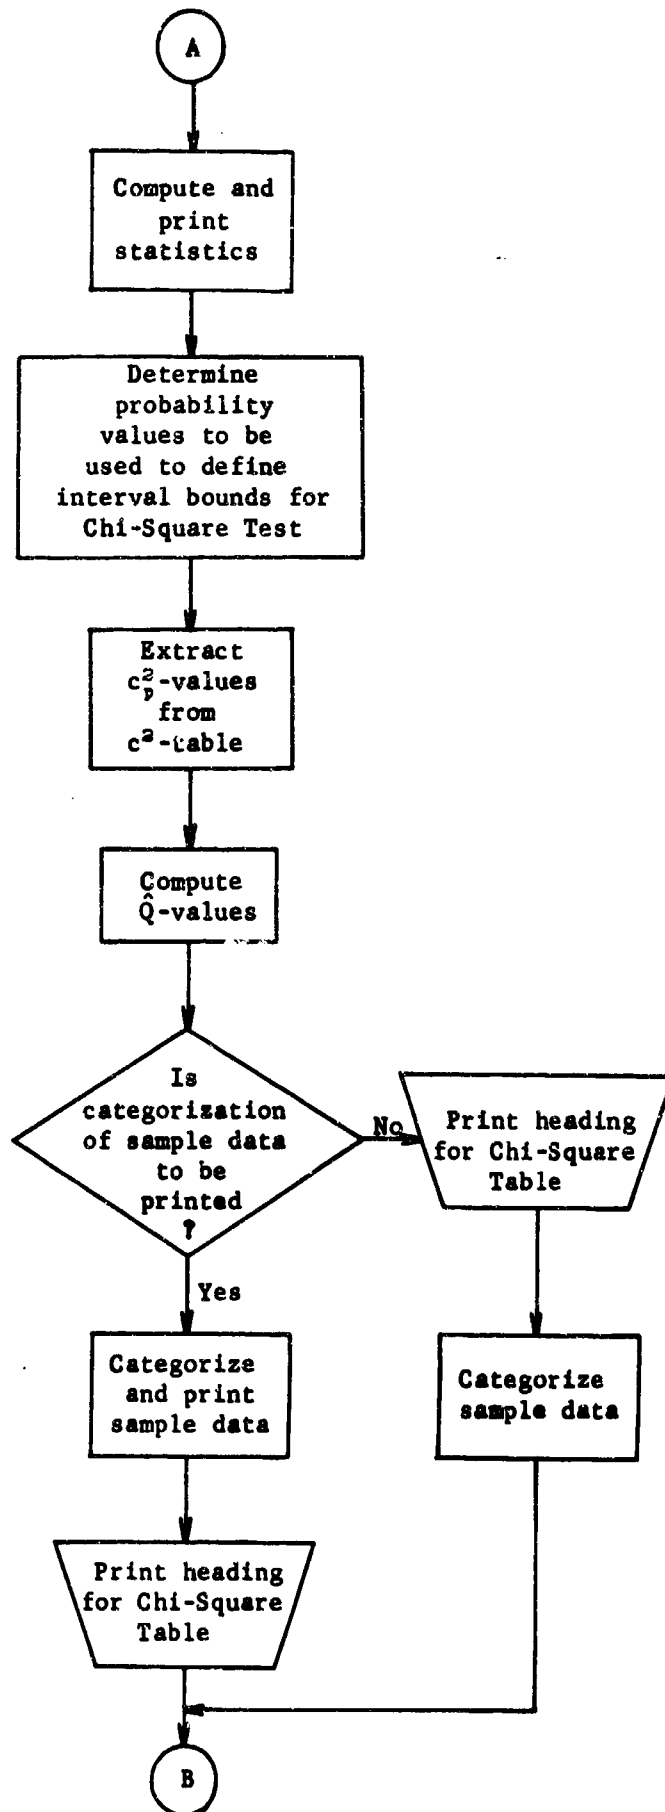 A
Compute and
print
statistics
Determine
probability
values to be
used to define
interval bounds for
Chi-Square Test
Extract
c²ₚ-values
from
c²-table
Compute
Q̂-values
Is
categorization
of sample data
to be
printed
?
No
Print heading
for Chi-Square
Table
Yes
Categorize
and print
sample data
Categorize
sample data
Print heading
for Chi-Square
Table
B